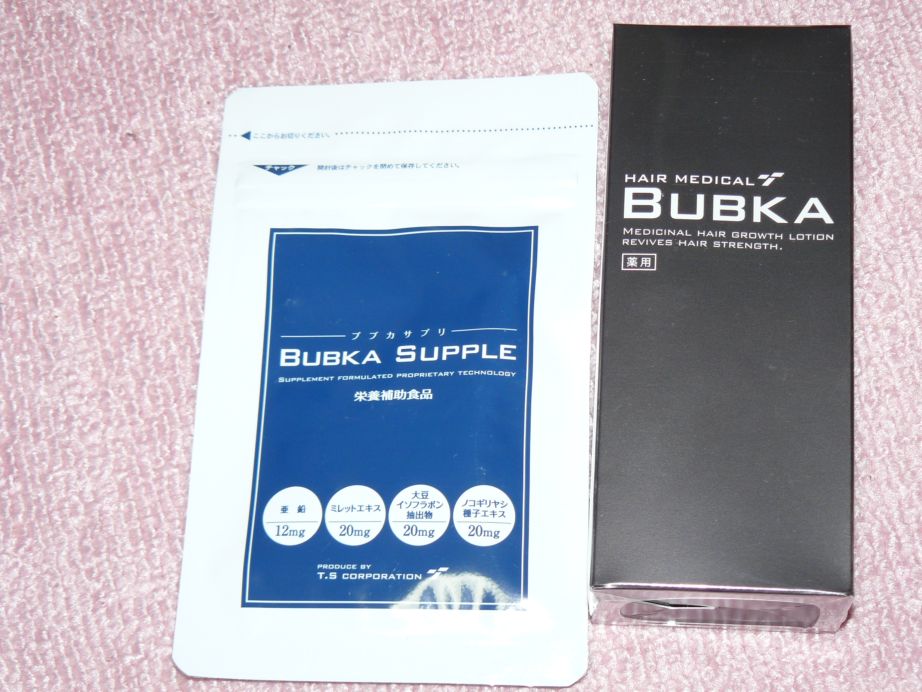 ここからお切りください。
チャック
開封後はチャックを閉めて保存してください。
ブブカサプリ
BUBKA SUPPLE
SUPPLEMENT FORMULATED PROPRIETARY TECHNOLOGY
栄養補助食品
亜鉛
12mg
ミレットエキス
20mg
大豆
イソフラボン
抽出物
20mg
ノコギリヤシ
種子エキス
20mg
PRODUCE BY
T.S CORPORATION
HAIR MEDICAL
BUBKA
MEDICINAL HAIR GROWTH LOTION
REVIVES HAIR STRENGTH.
薬用